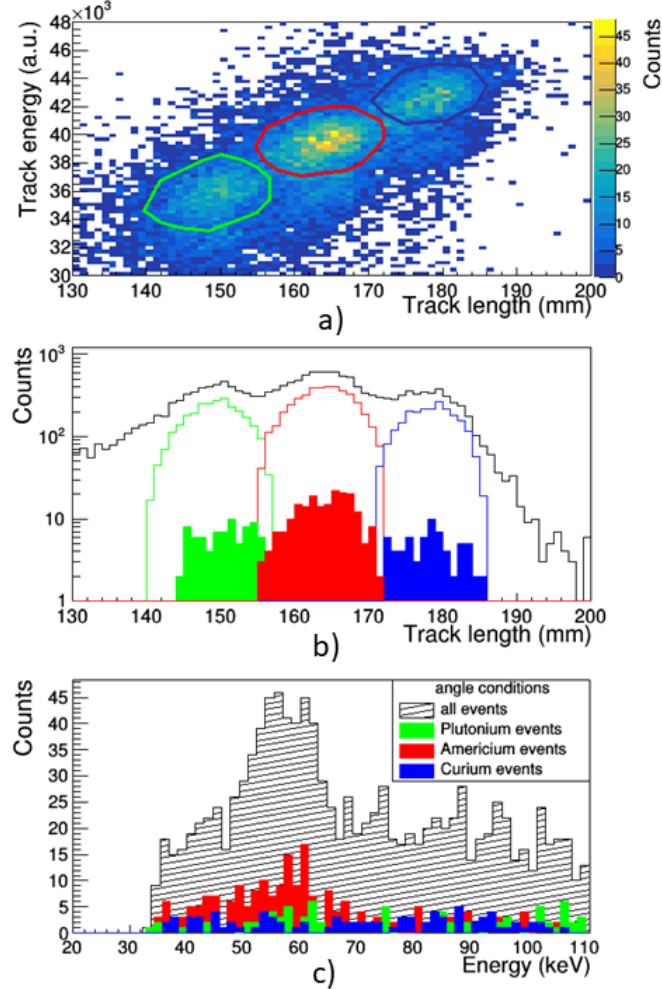 ×10³
48
46
44
42
40
38
36
34
32
30
Track energy (a.u.)
130 140 150 160 170 180 190 200
Track length (mm)
45
40
35
30
25
20
15
10
5
0
Counts
a)
10³
10²
10
1
Counts
130 140 150 160 170 180 190 200
Track length (mm)
b)
Counts
45
40
35
30
25
20
15
10
5
0
angle conditions
all events
Plutonium events
Americium events
Curium events
20 30 40 50 60 70 80 90 100 110
Energy (keV)
c)